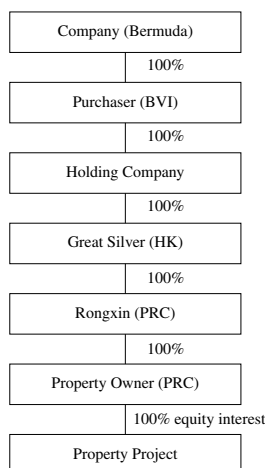 Company (Bermuda)
100%
Purchaser (BVI)
100%
Holding Company
100%
Great Silver (HK)
100%
Rongxin (PRC)
100%
Property Owner (PRC)
100% equity interest
Property Project